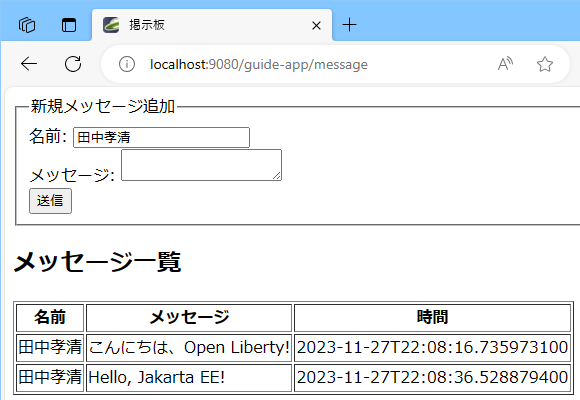 掲示板
localhost:9080/guide-app/message
新規メッセージ追加
名前: 田中孝清
メッセージ:
送信
メッセージ一覧
名前 メッセージ 時間
田中孝清 こんにちは、Open Liberty! 2023-11-27T22:08:16.735973100
田中孝清 Hello, Jakarta EE! 2023-11-27T22:08:36.528879400